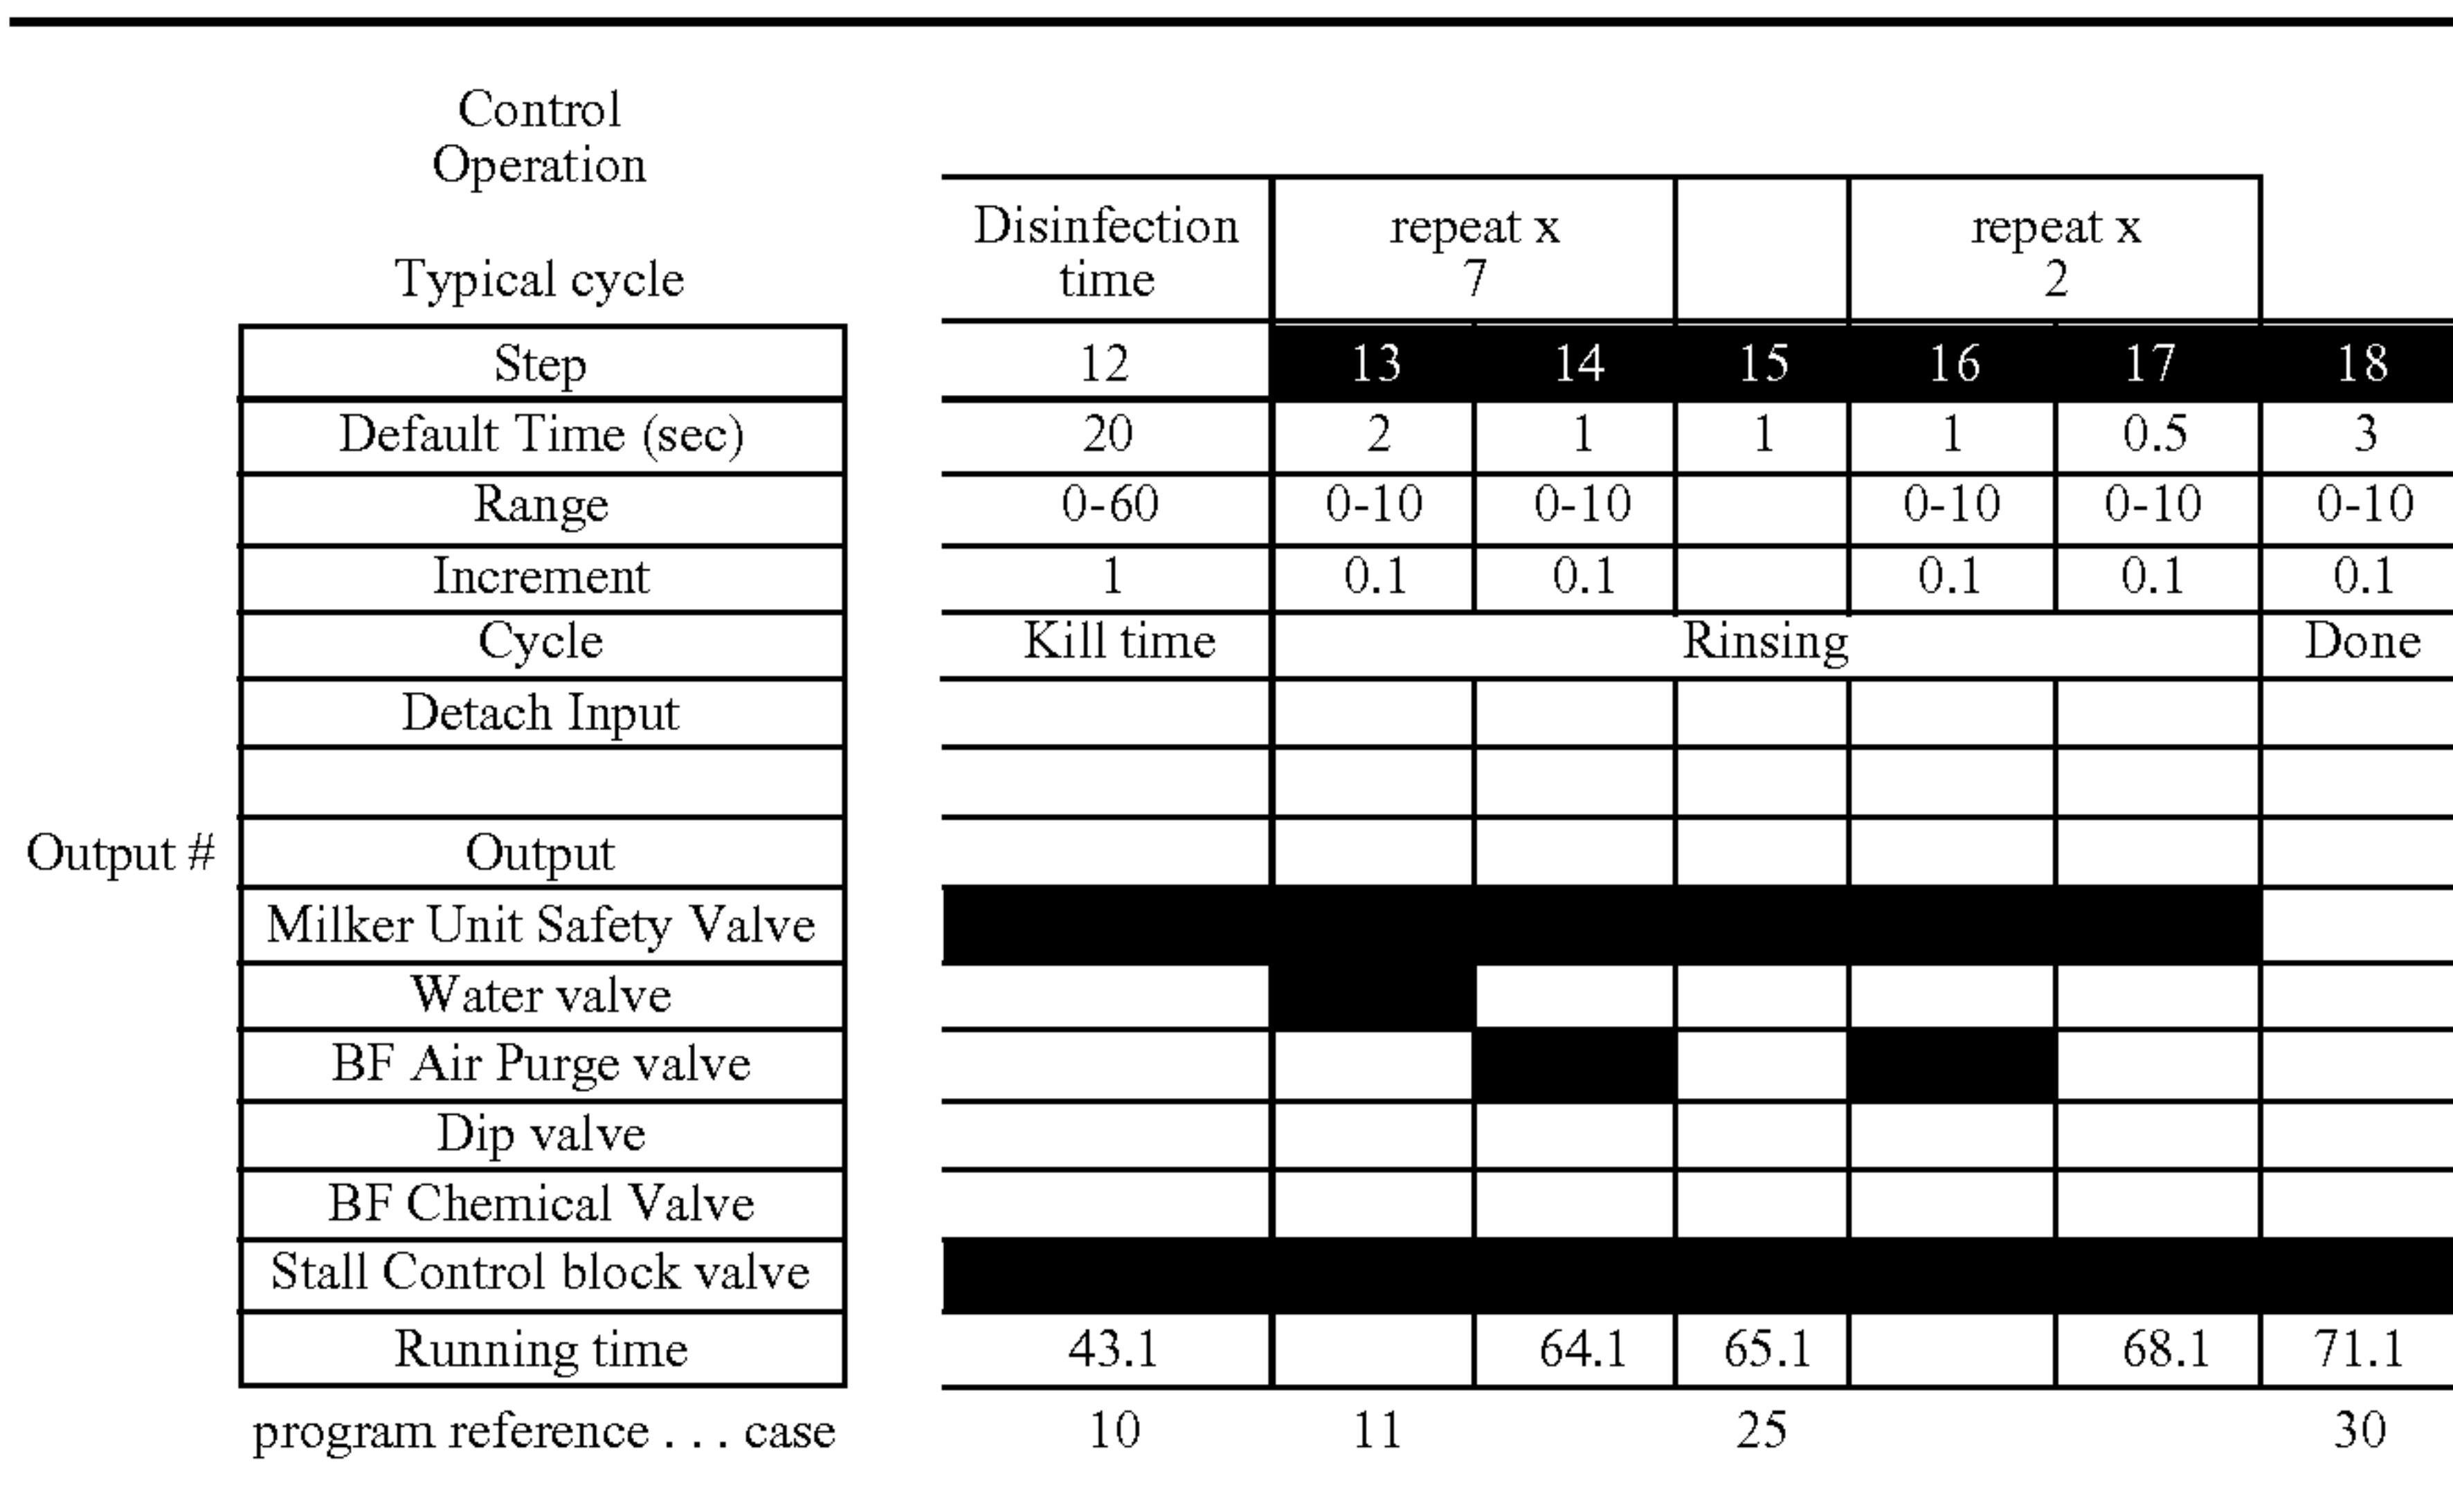 Control
Operation
Typical cycle
Disinfection time repeat x 7 repeat x 2
Step 12 13 14 15 16 17 18
Default Time (sec) 20 2 1 1 1 0.5 3
Range 0-60 0-10 0-10 0-10 0-10 0-10
Increment 1 0.1 0.1 0.1 0.1 0.1
Cycle Kill time Rinsing Done
Detach Input
Output # Output
Milker Unit Safety Valve
Water valve
BF Air Purge valve
Dip valve
BF Chemical Valve
Stall Control block valve
Running time 43.1 64.1 65.1 68.1 71.1
program reference . . . case 10 11 25 30